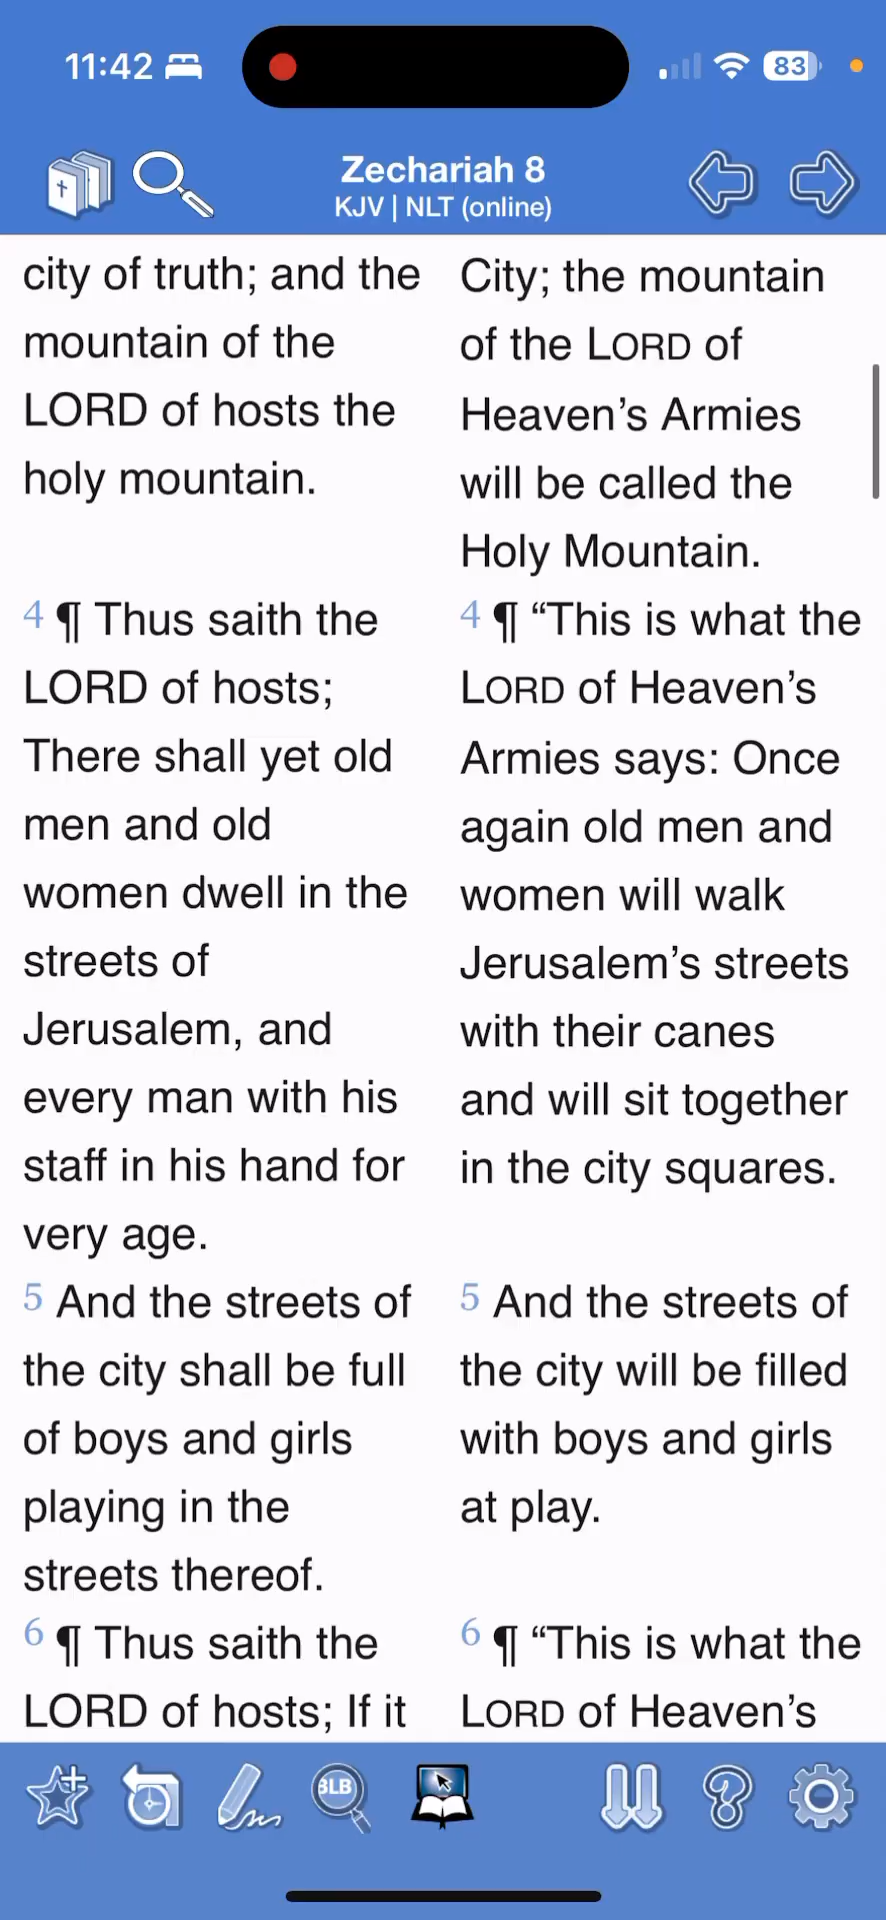 11:42
83
Zechariah 8
KJV | NLT (online)
city of truth; and the
mountain of the
LORD of hosts the
holy mountain.
4 ¶ Thus saith the
LORD of hosts;
There shall yet old
men and old
women dwell in the
streets of
Jerusalem, and
every man with his
staff in his hand for
very age.
5 And the streets of
the city shall be full
of boys and girls
playing in the
streets thereof.
6 ¶ Thus saith the
LORD of hosts; If it
City; the mountain
of the LORD of
Heaven’s Armies
will be called the
Holy Mountain.
4 ¶ “This is what the
LORD of Heaven’s
Armies says: Once
again old men and
women will walk
Jerusalem’s streets
with their canes
and will sit together
in the city squares.
5 And the streets of
the city will be filled
with boys and girls
at play.
6 ¶ “This is what the
LORD of Heaven’s
BLB